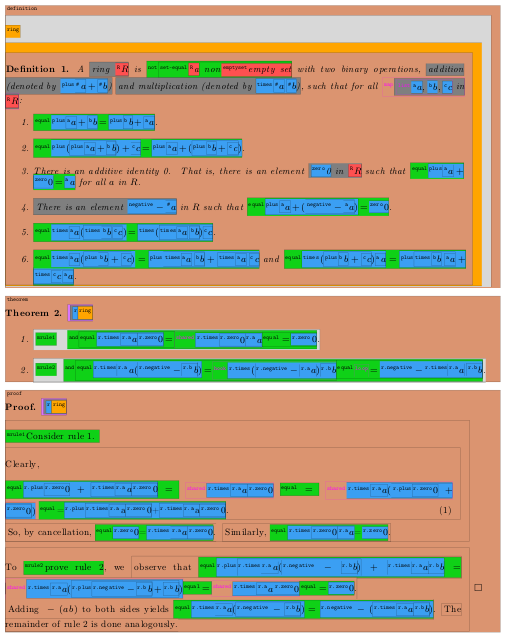 definition
ring
Definition 1. A ring R R is not set-equal R a non emptyset empty set with two binary operations, addition
(denoted by plus # a + # b) and multiplication (denoted by times # a # b), such that for all a a, b b, c c in
R R:
1. equal plus a a + b b = plus b b + a a.
2. equal plus (plus a a + b b) + c c = plus a a + (plus b b + c c).
3. There is an additive identity 0. That is, there is an element zero 0 in R R such that equal plus a a +
zero 0 = a a for all a in R.
4. There is an element negative − # a in R such that equal plus a a + (negative − a a) = zero 0.
5. equal times a a (times b b c c) = times (times a a b b) c c.
6. equal times a a (plus b b + c c) = plus times a a b b + times a a c c and equal times (plus b b + c c) a a = plus times b b a a +
times c c a a.
theorem
Theorem 2. r ring
1. mrule1 and equal r.times r.a a r.zero 0 = shared r.times r.zero 0 r.a a equal = r.zero 0.
2. mrule2 and equal r.times r.a a (r.negative − r.b b) = shared r.times (r.negative − r.a a) r.b b equal = r.negative − r.times r.a a r.b b.
proof
Proof. r ring
mrule1 Consider rule 1.
Clearly,
equal r.plus r.zero 0 + r.times r.a a r.zero 0 = shared r.times r.a a r.zero 0 equal = shared r.times r.a a (r.plus r.zero 0 +
r.zero 0) equal = r.plus r.times r.a a r.zero 0 + r.times r.a a r.zero 0. (1)
So, by cancellation, equal r.zero 0 = r.times r.a a r.zero 0. Similarly, equal r.times r.zero 0 r.a a = r.zero 0.
To mrule2 prove rule 2, we observe that equal r.plus r.times r.a a (r.negative − r.b b) + r.times r.a a r.b b =
shared r.times r.a a (r.plus r.negative − r.b b + r.b b) equal = shared r.times r.a a r.zero 0 equal = r.zero 0.
Adding − (ab) to both sides yields equal r.times r.a a (r.negative − r.b b) = r.negative − (r.times r.a a r.b b). The
remainder of rule 2 is done analogously. □